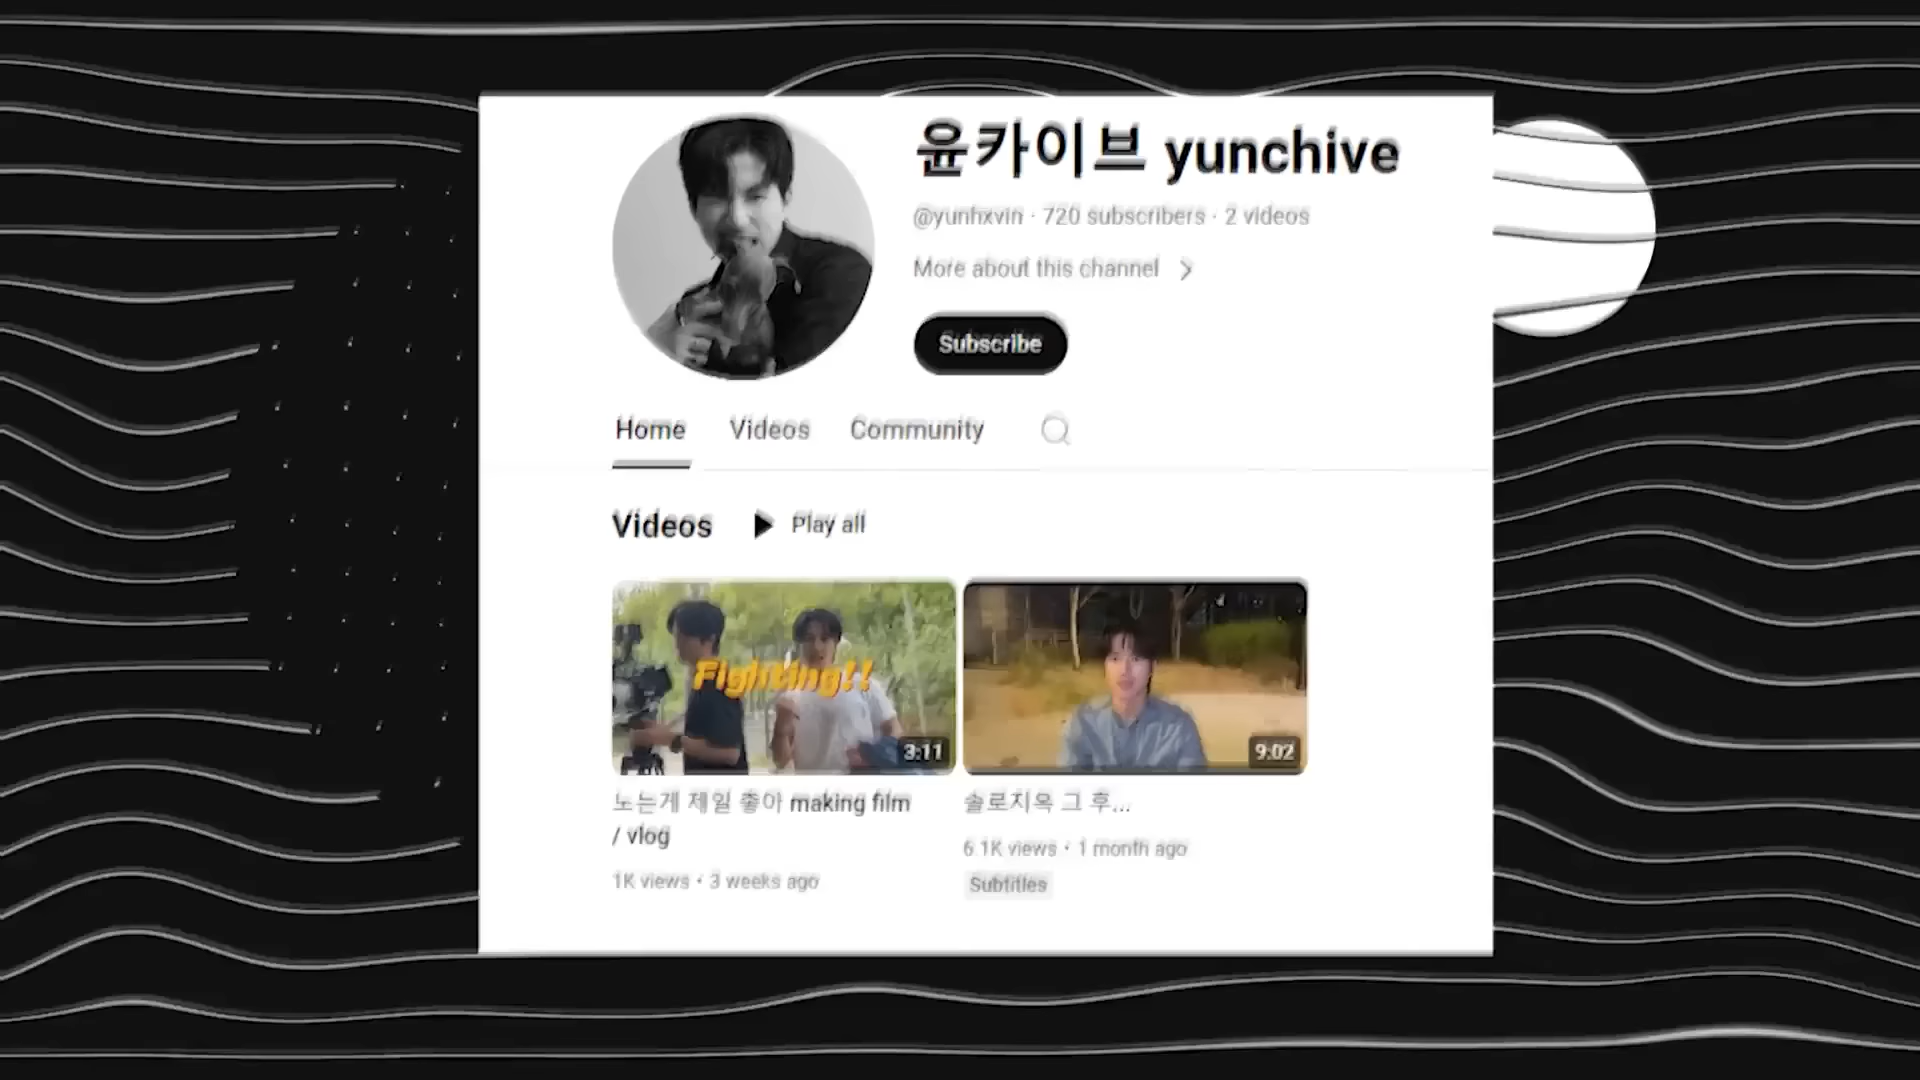 윤카이브 yunchive
@yunhxvin · 720 subscribers · 2 videos
More about this channel
Subscribe
Home Videos Community
Videos Play all
Fighting!!
3:11
9:02
노는게 제일 좋아 making film
/ vlog
1K views · 3 weeks ago
솔로지옥 그 후...
6.1K views · 1 month ago
Subtitles